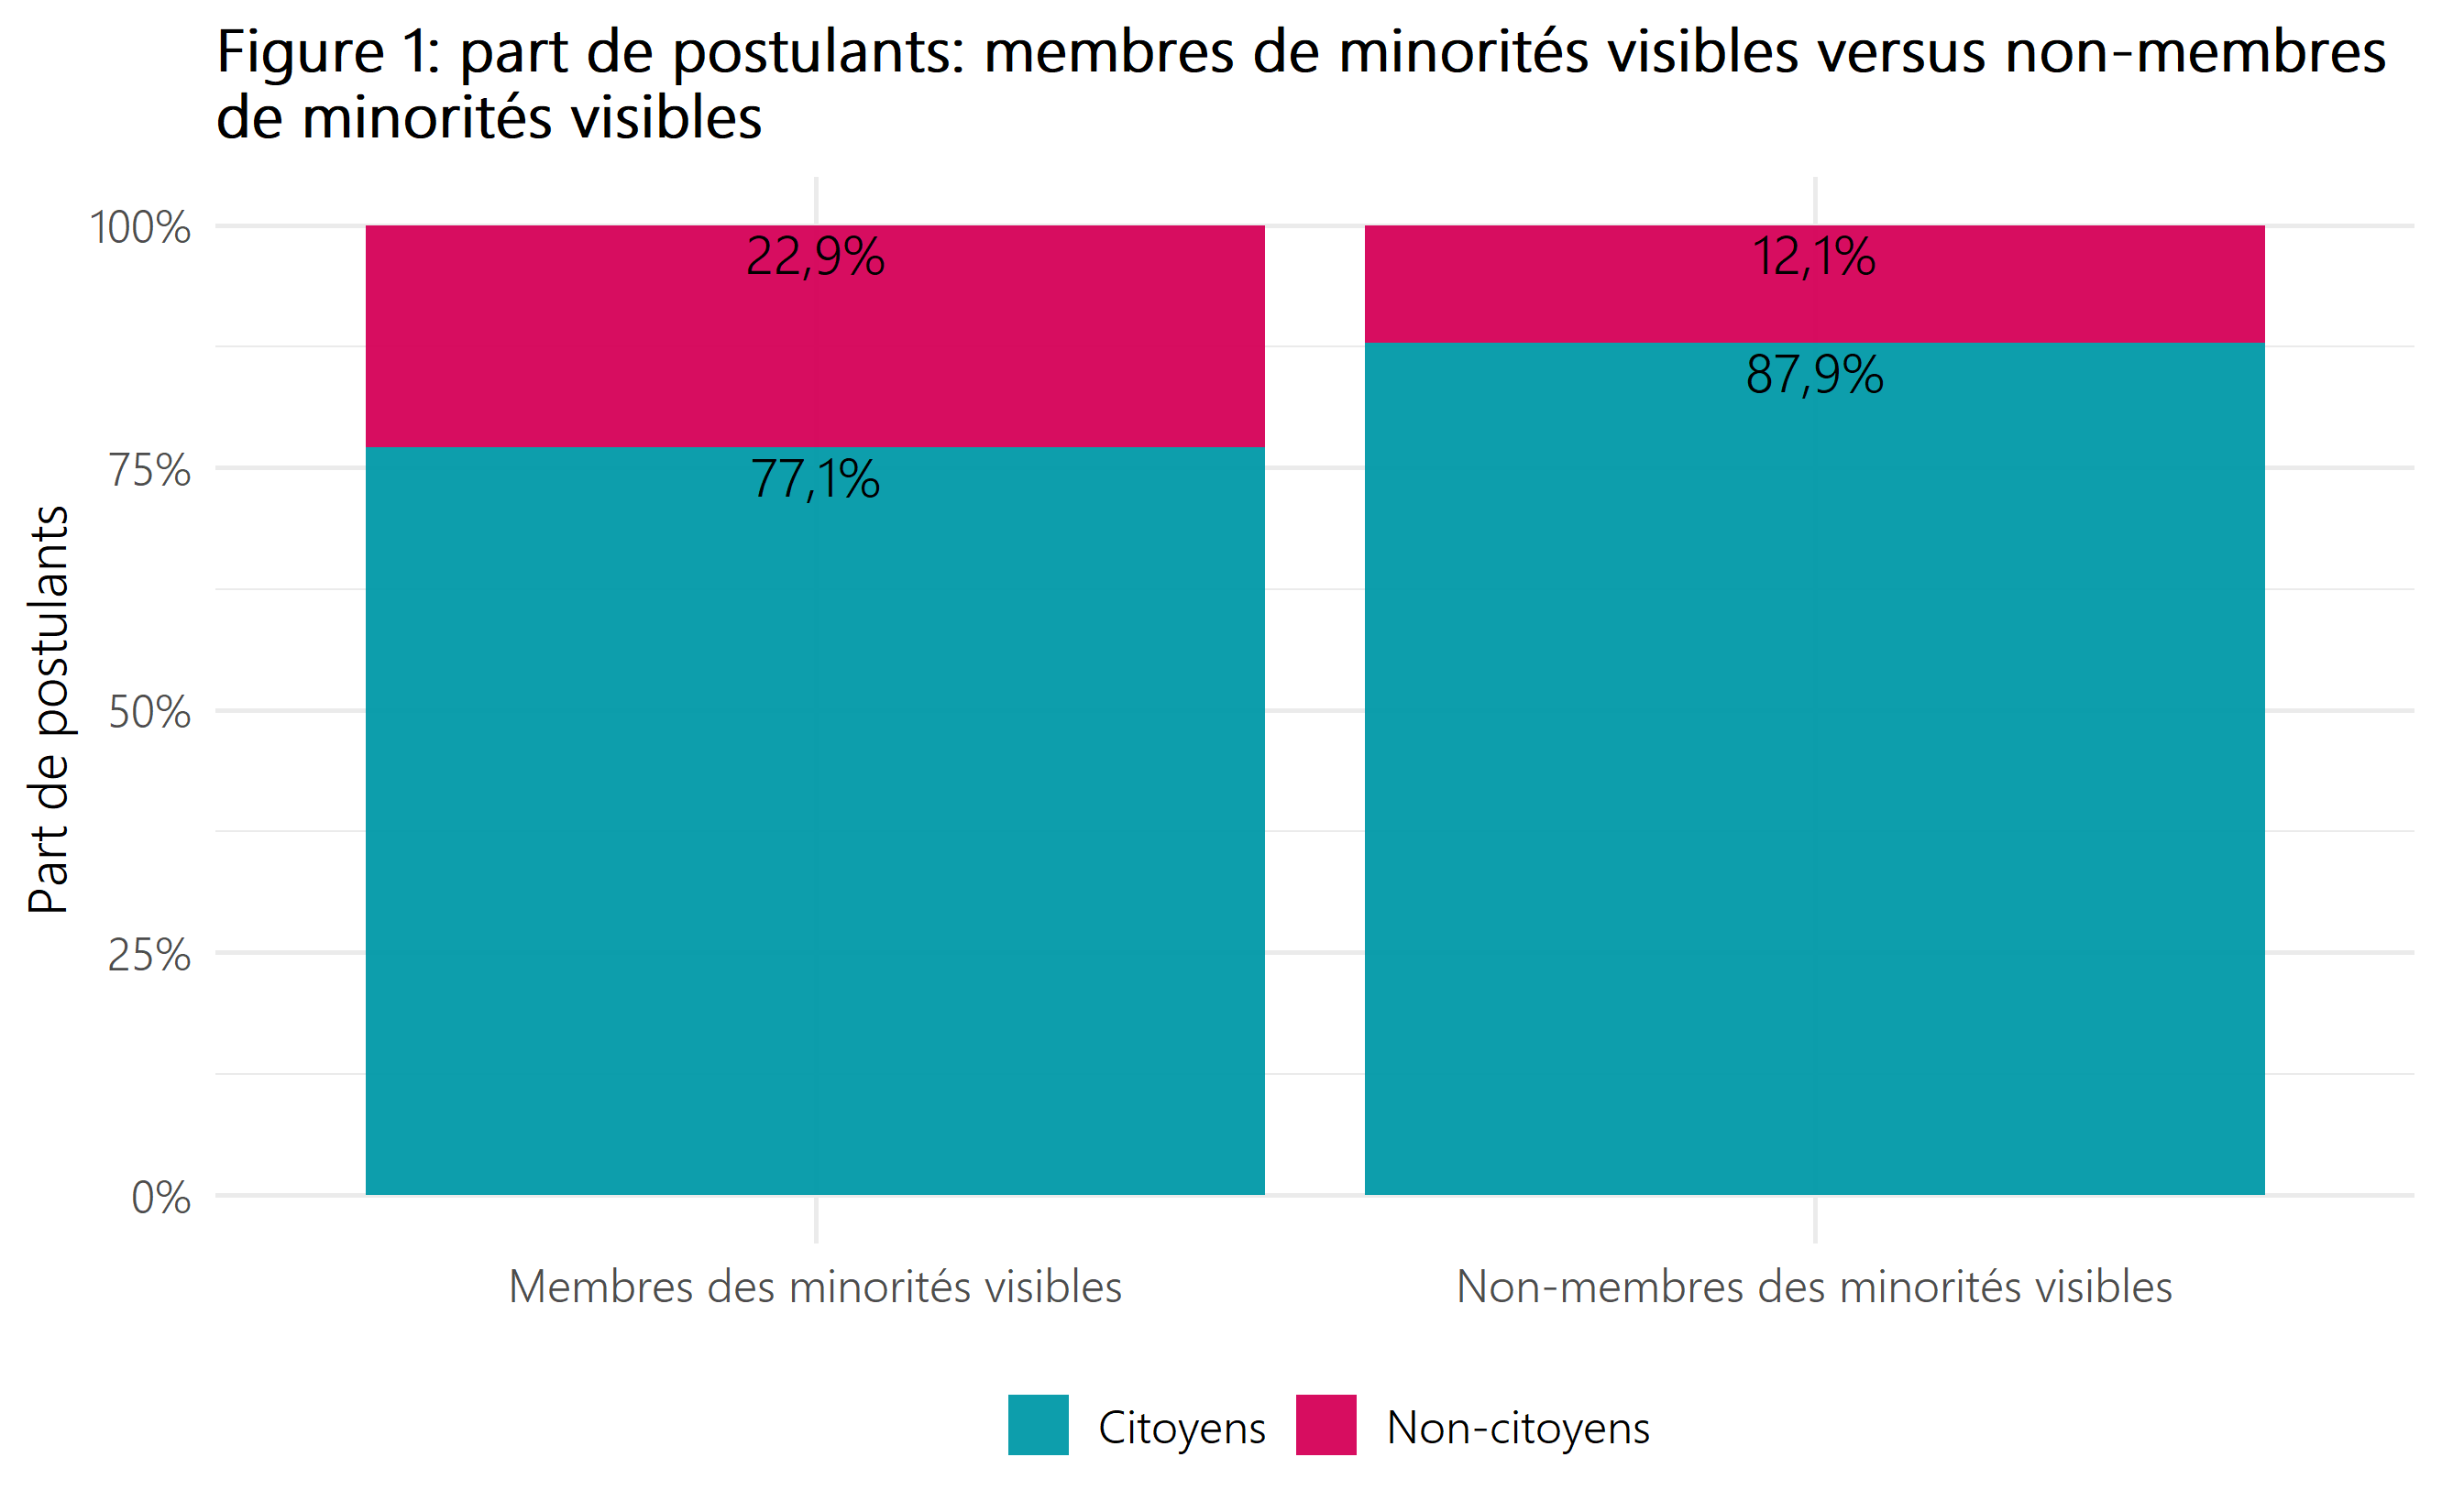 Figure 1: part de postulants: membres de minorités visibles versus non-membres
de minorités visibles
100%
75%
50%
25%
0%
Part de postulants
22,9%
77,1%
12,1%
87,9%
Membres des minorités visibles
Non-membres des minorités visibles
Citoyens
Non-citoyens